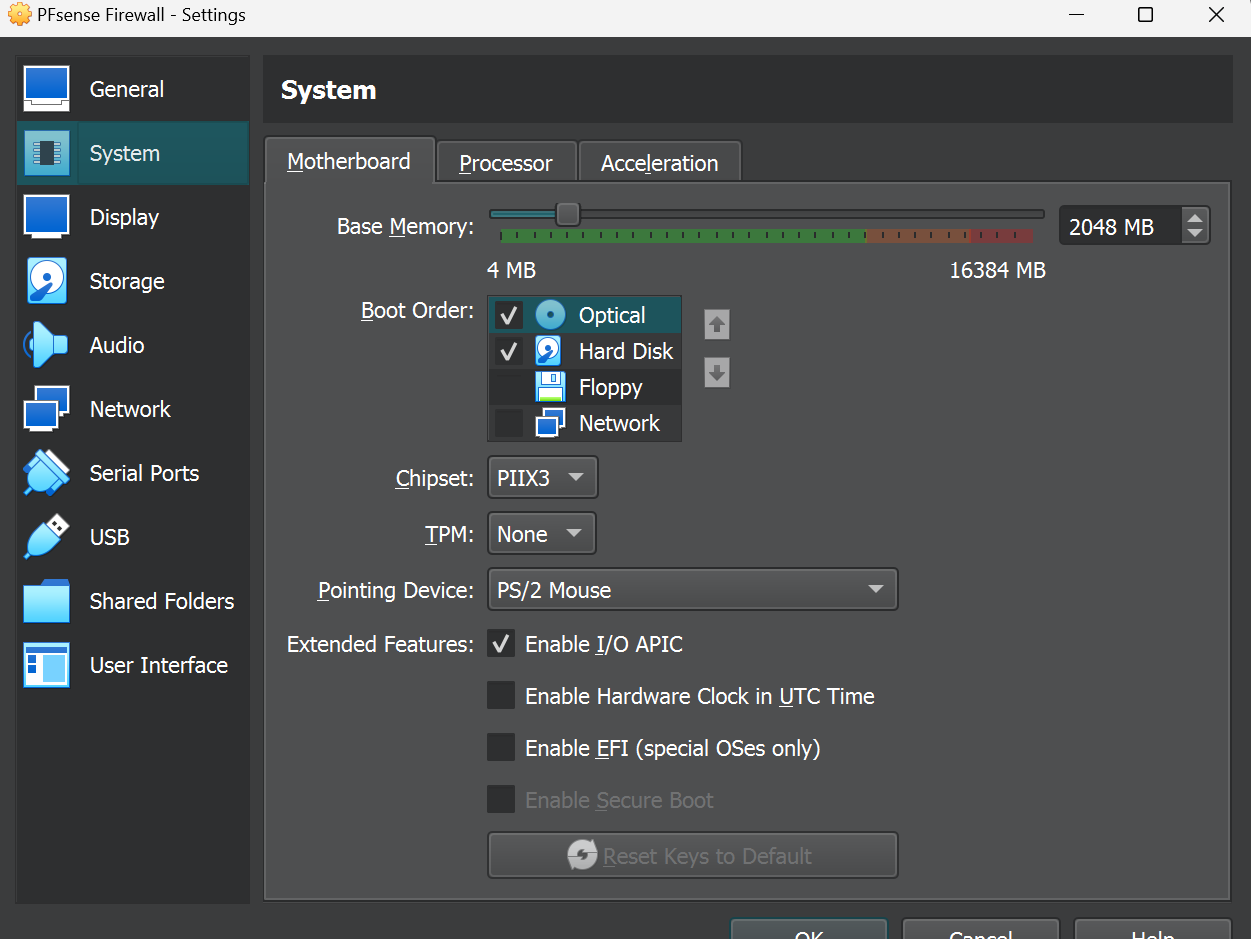 PFsense Firewall - Settings
General
System
Display
Storage
Audio
Network
Serial Ports
USB
Shared Folders
User Interface
System
Motherboard Processor Acceleration
Base Memory: 2048 MB
4 MB 16384 MB
Boot Order: Optical
Hard Disk
Floppy
Network
Chipset: PIIX3
TPM: None
Pointing Device: PS/2 Mouse
Extended Features: Enable I/O APIC
Enable Hardware Clock in UTC Time
Enable EFI (special OSes only)
Enable Secure Boot
Reset Keys to Default
OK Cancel Help